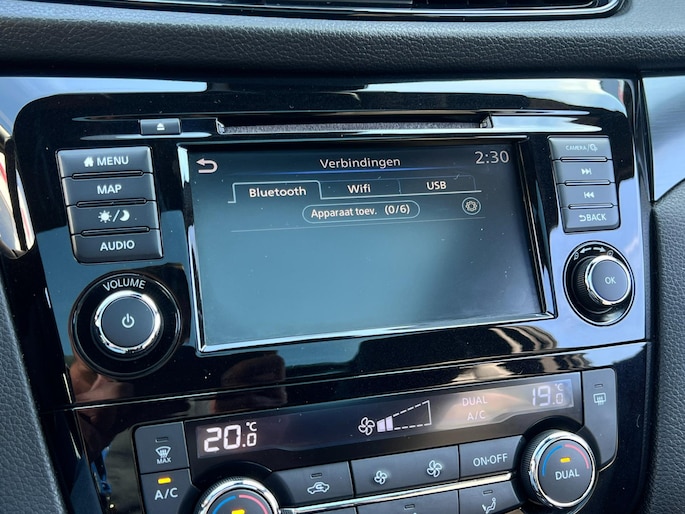 MENU
MAP
AUDIO
VOLUME
Verbindingen 2:30
Bluetooth Wifi USB
Apparaat toev. (0/6)
CAMERA/
BACK
OK
20.0 °C
DUAL
A/C
19.0 °C
MAX
A/C
ON-OFF
DUAL